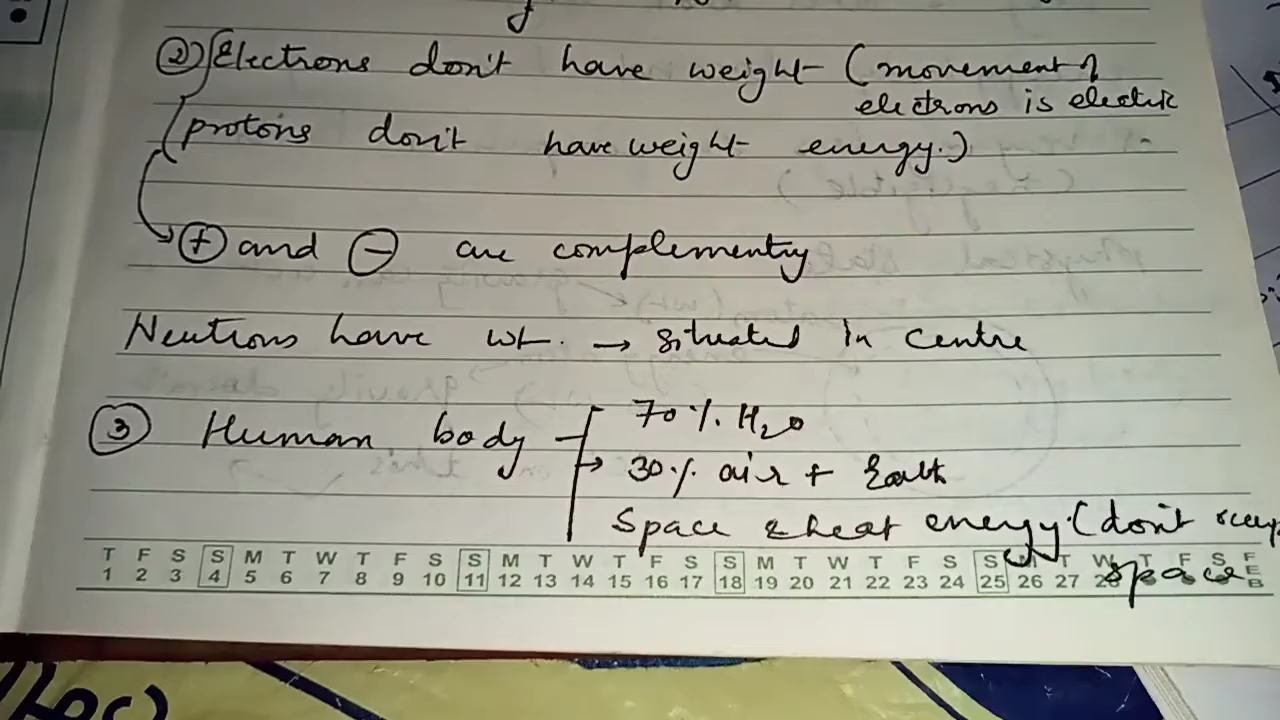 ② Electrons don't have weight (movement of
electrons is electric
(protons don't have weight energy.)
⊕ and ⊖ are complementry
Neutrons have wt. → situated in centre
③ Human body
70% H₂O
→ 30% air + Earth
Space & heat energy. (don't
space
T F S S M T W T F S S M T W T F S S M T W T F S S T W T F S
1 2 3 4 5 6 7 8 9 10 11 12 13 14 15 16 17 18 19 20 21 22 23 24 25 26 27
FEB